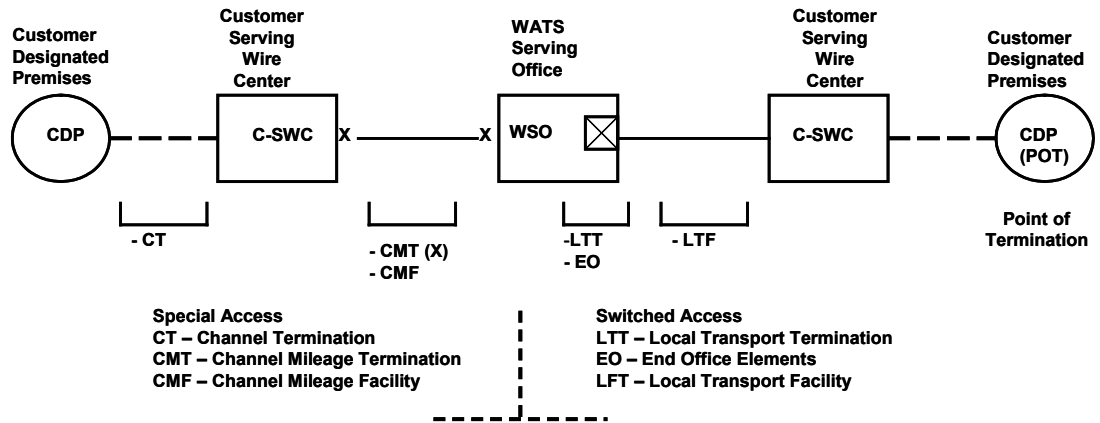 Customer
Designated
Premises
Customer
Serving
Wire
Center
WATS
Serving
Office
Customer
Serving
Wire
Center
Customer
Designated
Premises
CDP
C-SWC
X
X
WSO
C-SWC
CDP
(POT)
- CT
- CMT (X)
- CMF
-LTT
- EO
- LTF
Point of
Termination
Special Access
CT – Channel Termination
CMT – Channel Mileage Termination
CMF – Channel Mileage Facility
Switched Access
LTT – Local Transport Termination
EO – End Office Elements
LFT – Local Transport Facility